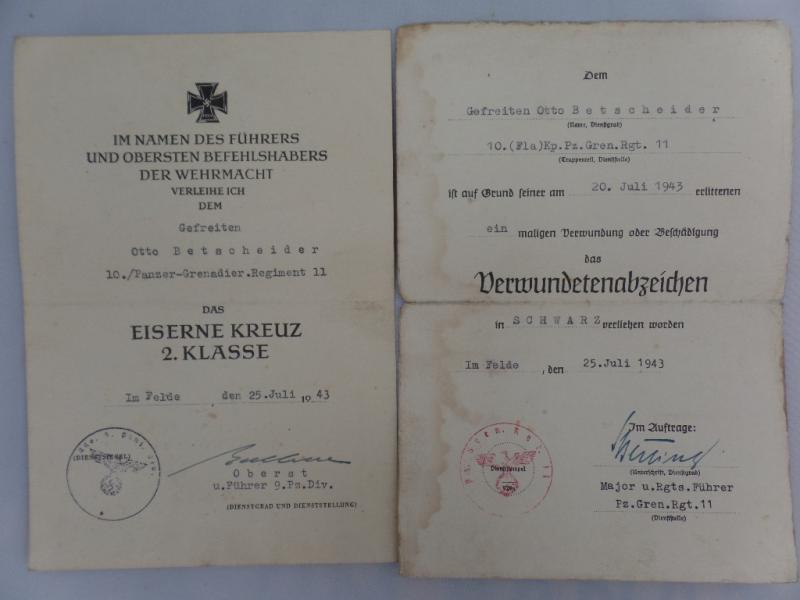 IM NAMEN DES FÜHRERS
UND OBERSTEN BEFEHLSHABERS
DER WEHRMACHT
VERLEIHE ICH
DEM
Gefreiten
Otto Betscheider
10./Panzer-Grenadier.Regiment 11
DAS
EISERNE KREUZ
2. KLASSE
Im Felde , den 25.Juli 1943
(DIENSTSIEGEL)
Oberst
u.Führer 9.Pz.Div.
(DIENSTGRAD UND DIENSTSTELLUNG)
Dem
Gefreiten Otto Betscheider
(Name, Dienstgrad)
10.(Fla)Kp.Pz.Gren.Rgt. 11
(Truppenteil, Dienststelle)
ist auf Grund seiner am 20. Juli 1943 erlittenen
ein maligen Verwundung oder Beschädigung
das
Verwundetenabzeichen
in SCHWARZ verliehen worden
Im Felde , den 25.Juli 1943
Im Auftrage:
Dienststempel
(Unterschrift, Dienstgrad)
Major u.Rgts.Führer
Pz.Gren.Rgt.11
(Dienststelle)